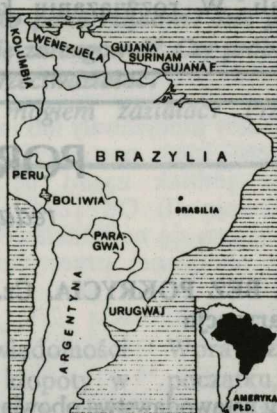 KOLUMBIA
WENEZUELA
GUJANA
SURINAM
GUJANA F
BRAZYLIA
PERU
BRASILIA
BOLIWIA
PARA-
GWAJ
ARGENTYNA
URUGWAJ
AMERYKA
PŁD.